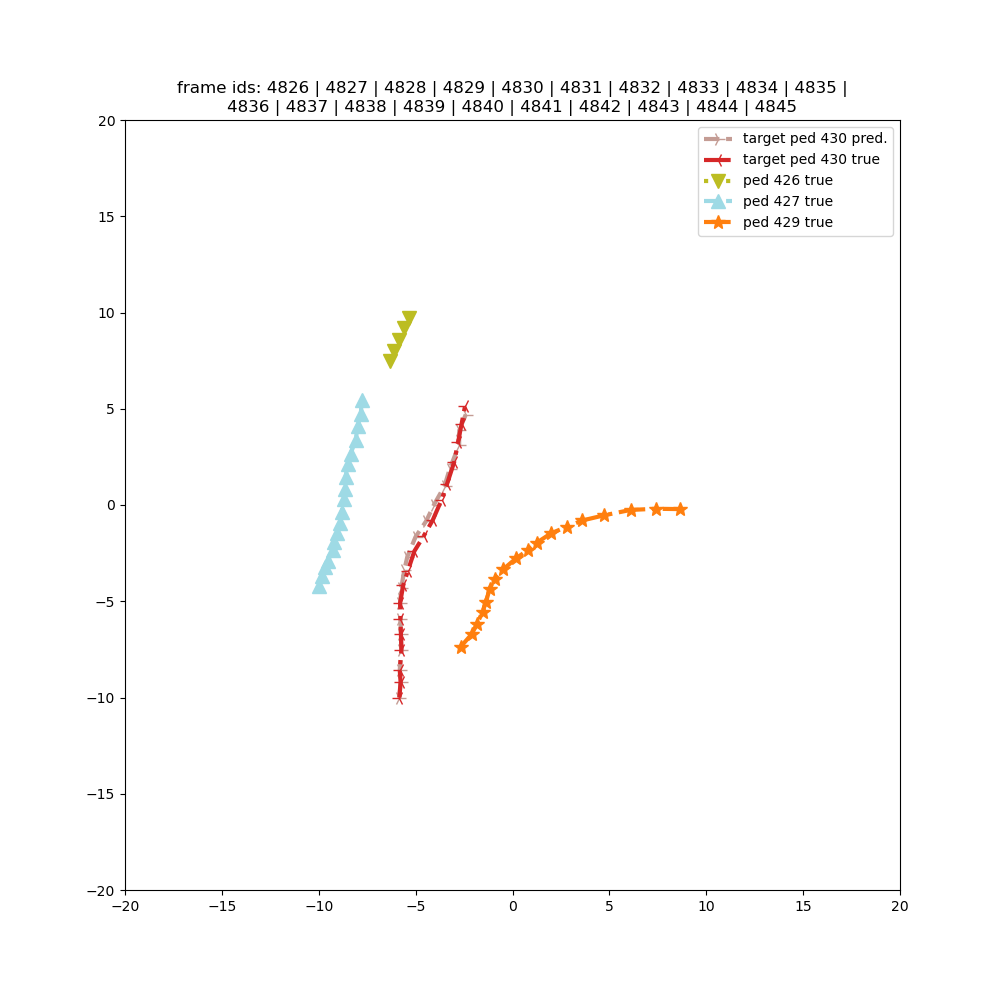 frame ids: 4826 | 4827 | 4828 | 4829 | 4830 | 4831 | 4832 | 4833 | 4834 | 4835 |
4836 | 4837 | 4838 | 4839 | 4840 | 4841 | 4842 | 4843 | 4844 | 4845
target ped 430 pred.
target ped 430 true
ped 426 true
ped 427 true
ped 429 true
20
15
10
5
0
−5
−10
−15
−20
−20 −15 −10 −5 0 5 10 15 20